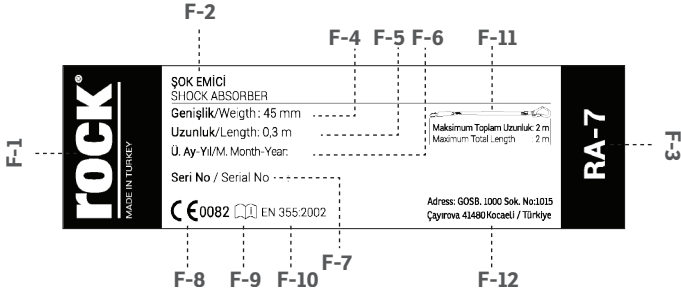 F-2
F-4 F-5 F-6 F-11
F-1
rock®
MADE IN TURKEY
ŞOK EMİCİ
SHOCK ABSORBER
Genişlik/Weigth: 45 mm
Uzunluk/Length: 0,3 m
Ü. Ay-Yıl/M. Month-Year:
Seri No / Serial No
CE0082 EN 355:2002
Maksimum Toplam Uzunluk: 2 m
Maximum Total Length : 2 m
Adress: GOSB. 1000 Sok. No:1015
Çayırova 41480 Kocaeli / Türkiye
RA-7
F-3
F-7
F-8 F-9 F-10 F-12